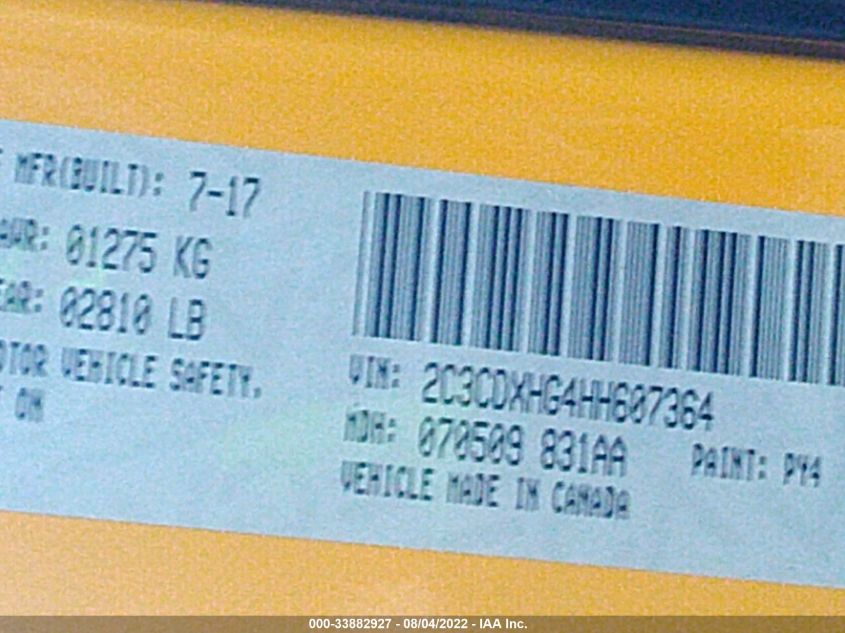 MFR(BUILT): 7-17
AWR: 01275 KG
EAR: 02810 LB
OTOR VEHICLE SAFETY,
ON
VIN: 2C3CDXHG4HH607364
MDH: 070509 831AA PAINT: PY4
VEHICLE MADE IN CANADA
000-33882927 - 08/04/2022 - IAA Inc.